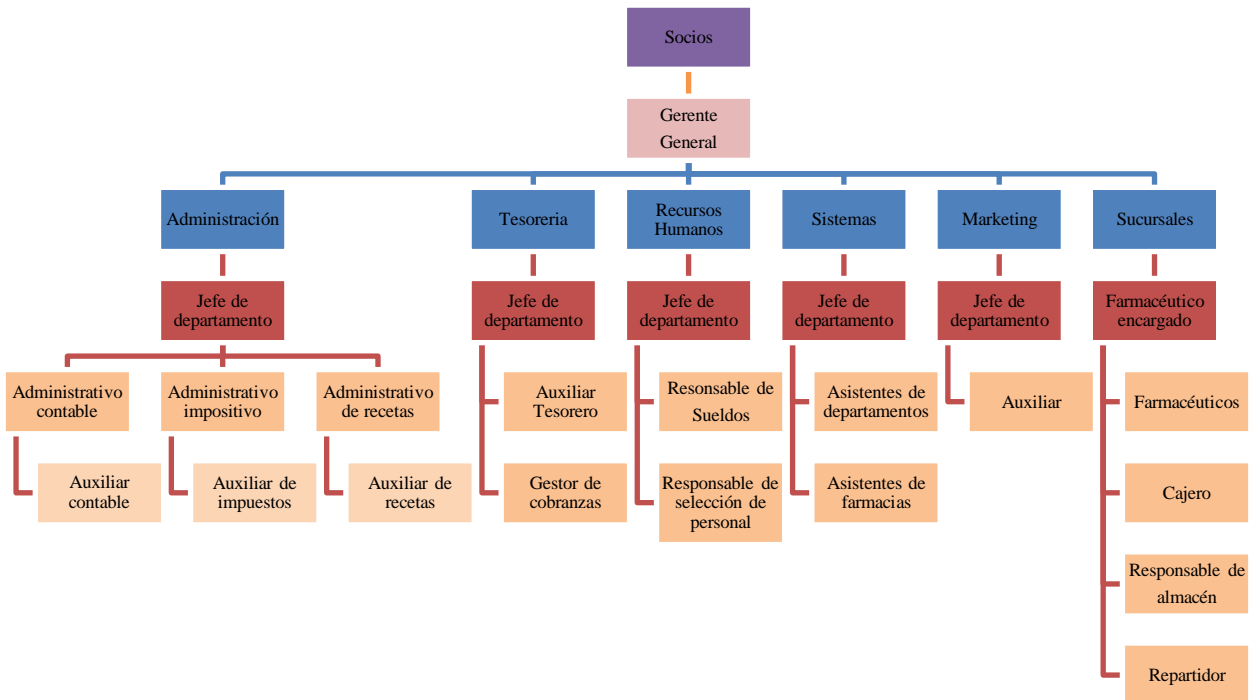 Socios
Gerente
General
Administración
Tesoreria
Recursos
Humanos
Sistemas
Marketing
Sucursales
Jefe de
departamento
Jefe de
departamento
Jefe de
departamento
Jefe de
departamento
Jefe de
departamento
Farmacéutico
encargado
Administrativo
contable
Administrativo
impositivo
Administrativo
de recetas
Auxiliar
Tesorero
Resonsable de
Sueldos
Asistentes de
departamentos
Auxiliar
Farmacéuticos
Auxiliar
contable
Auxiliar de
impuestos
Auxiliar de
recetas
Gestor de
cobranzas
Responsable de
selección de
personal
Asistentes de
farmacias
Cajero
Responsable de
almacén
Repartidor